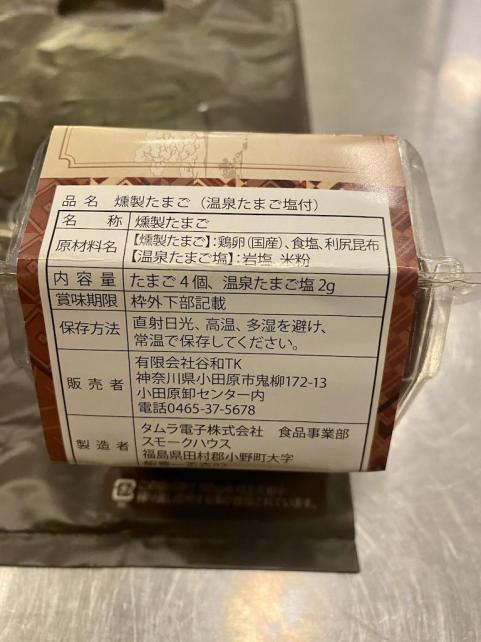 品 名 燻製たまご（温泉たまご塩付）
名 称 燻製たまご
原材料名 【燻製たまご】:鶏卵（国産）、食塩、利尻昆布
【温泉たまご塩】:岩塩、米粉
内 容 量 たまご4個、温泉たまご塩2g
賞味期限 枠外下部記載
保存方法 直射日光、高温、多湿を避け、
常温で保存してください。
販 売 者 有限会社谷和TK
神奈川県小田原市鬼柳172-13
小田原卸センター内
電話0465-37-5678
製 造 者 タムラ電子株式会社 食品事業部
スモークハウス
福島県田村郡小野町大字